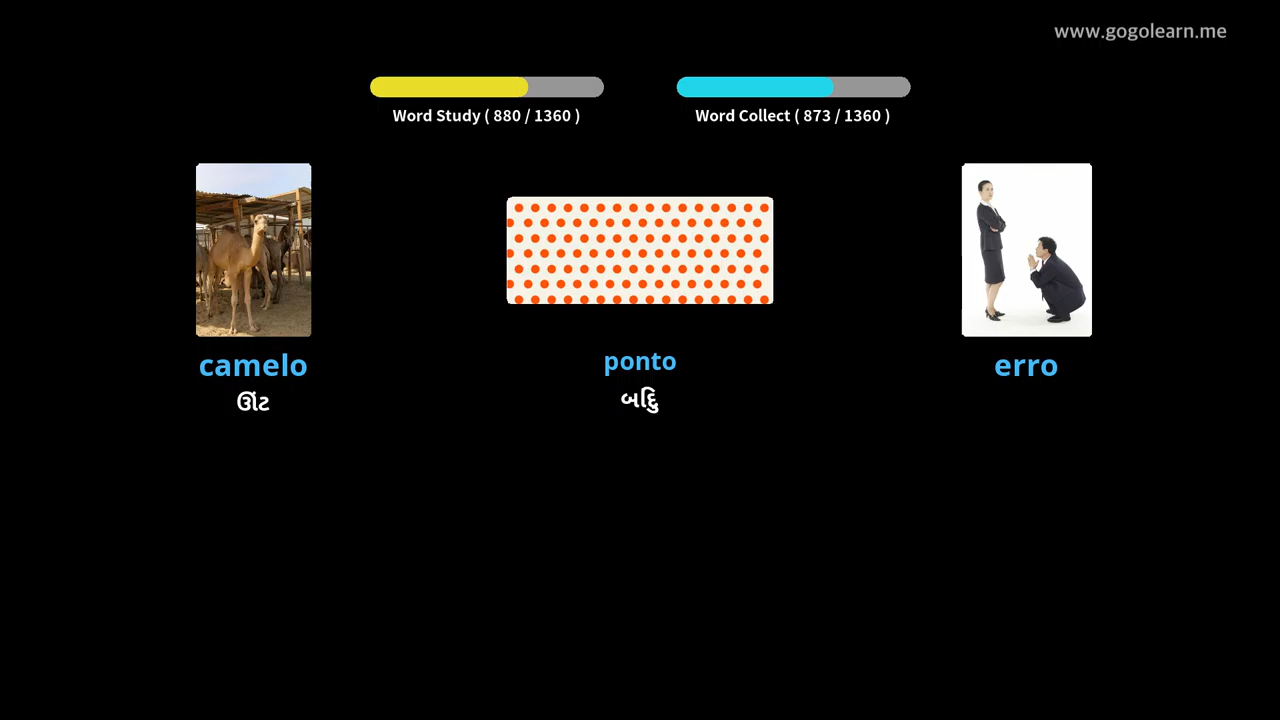 www.gogolearn.me
Word Study ( 880 / 1360 )
Word Collect ( 873 / 1360 )
camelo
ponto
erro
ઊંટ
બિંદુ